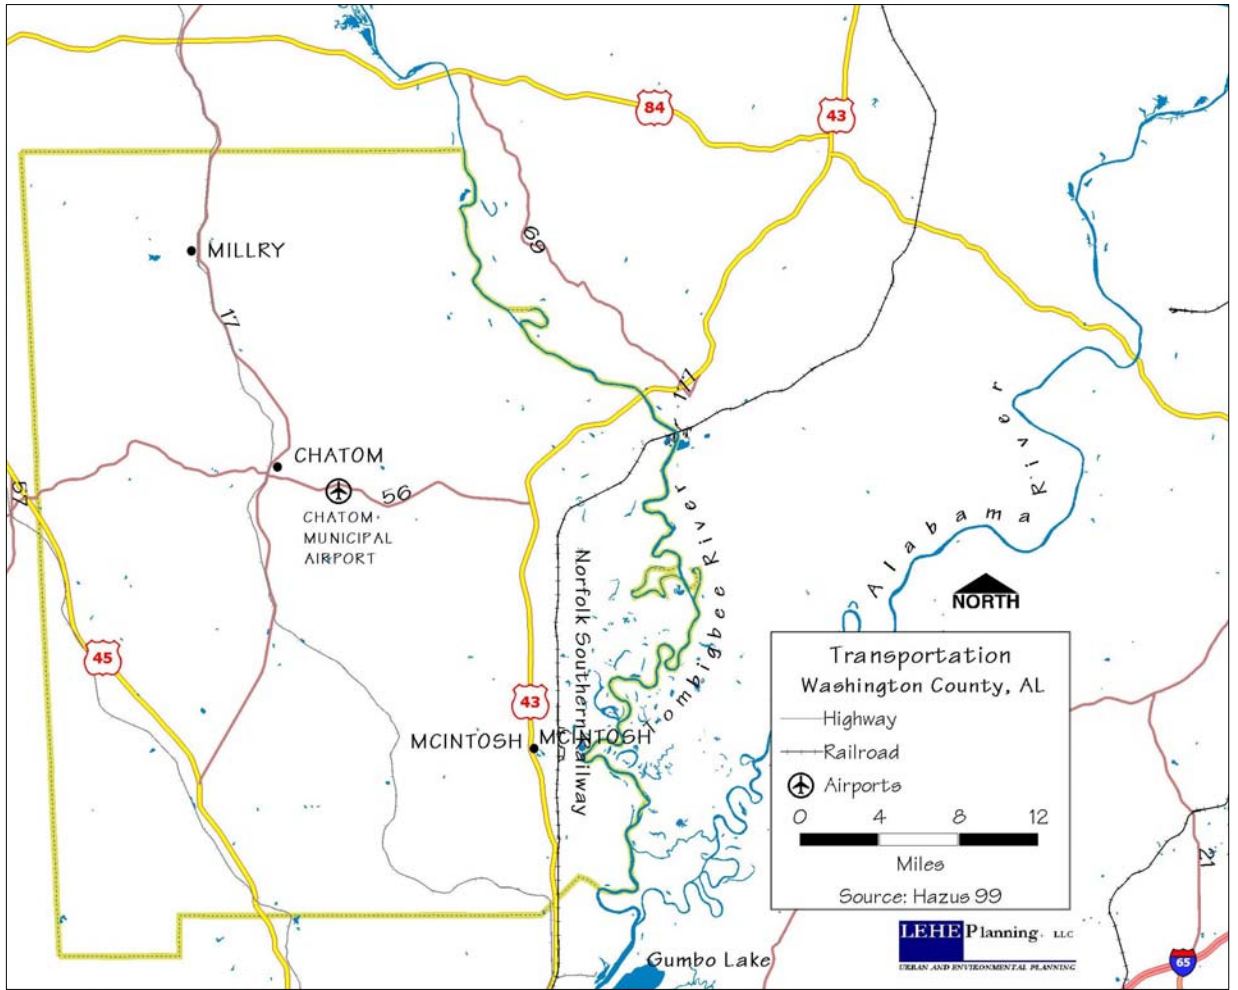 84
43
MILLRY
69
17
177
CHATOM
57
56
CHATOM
MUNICIPAL
AIRPORT
Alabama River
NORTH
Norfolk Southern Railway
Tombigbee River
45
43
MCINTOSH
MCINTOSH
Transportation
Washington County, AL
Highway
Railroad
Airports
0 4 8 12
Miles
Source: Hazus 99
21
LEHE Planning, LLC
URBAN AND ENVIRONMENTAL PLANNING
Gumbo Lake
65